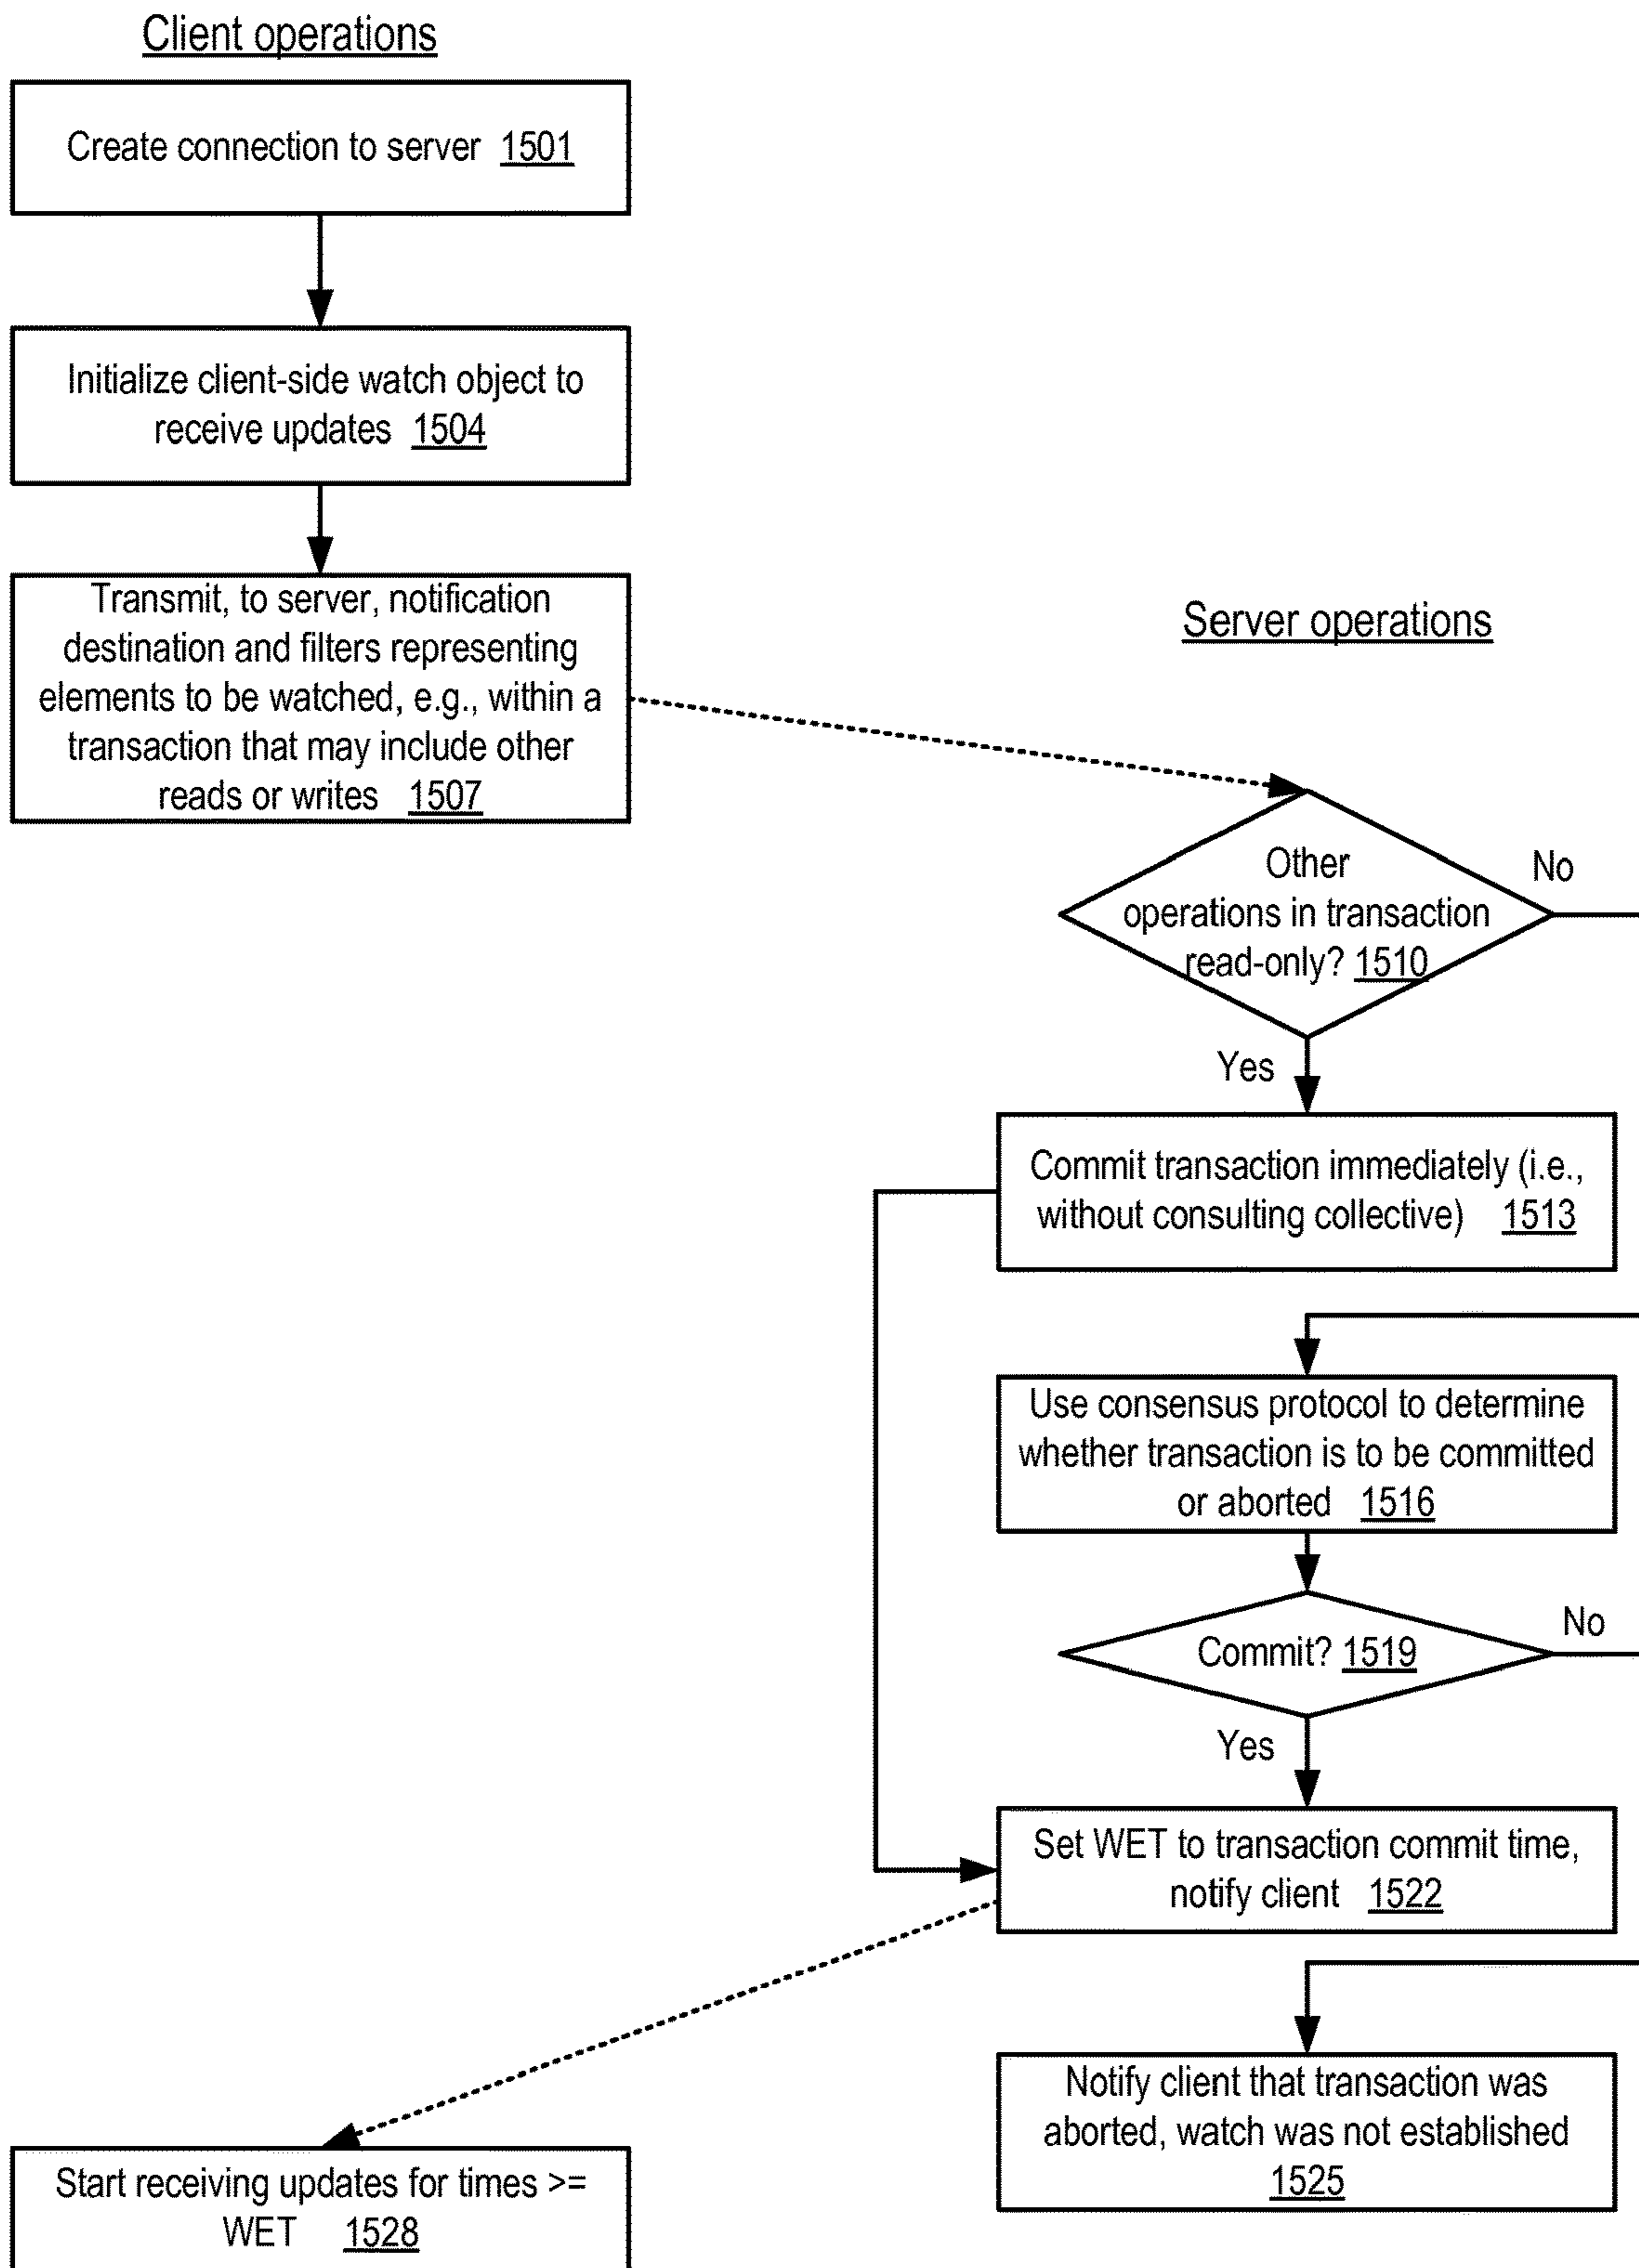 Client operations
Create connection to server 1501
Initialize client-side watch object to
receive updates 1504
Transmit, to server, notification
destination and filters representing
elements to be watched, e.g., within a
transaction that may include other
reads or writes 1507
Server operations
Other
operations in transaction
read-only? 1510
No
Yes
Commit transaction immediately (i.e.,
without consulting collective) 1513
Use consensus protocol to determine
whether transaction is to be committed
or aborted 1516
Commit? 1519
No
Yes
Set WET to transaction commit time,
notify client 1522
Notify client that transaction was
aborted, watch was not established
1525
Start receiving updates for times >=
WET 1528